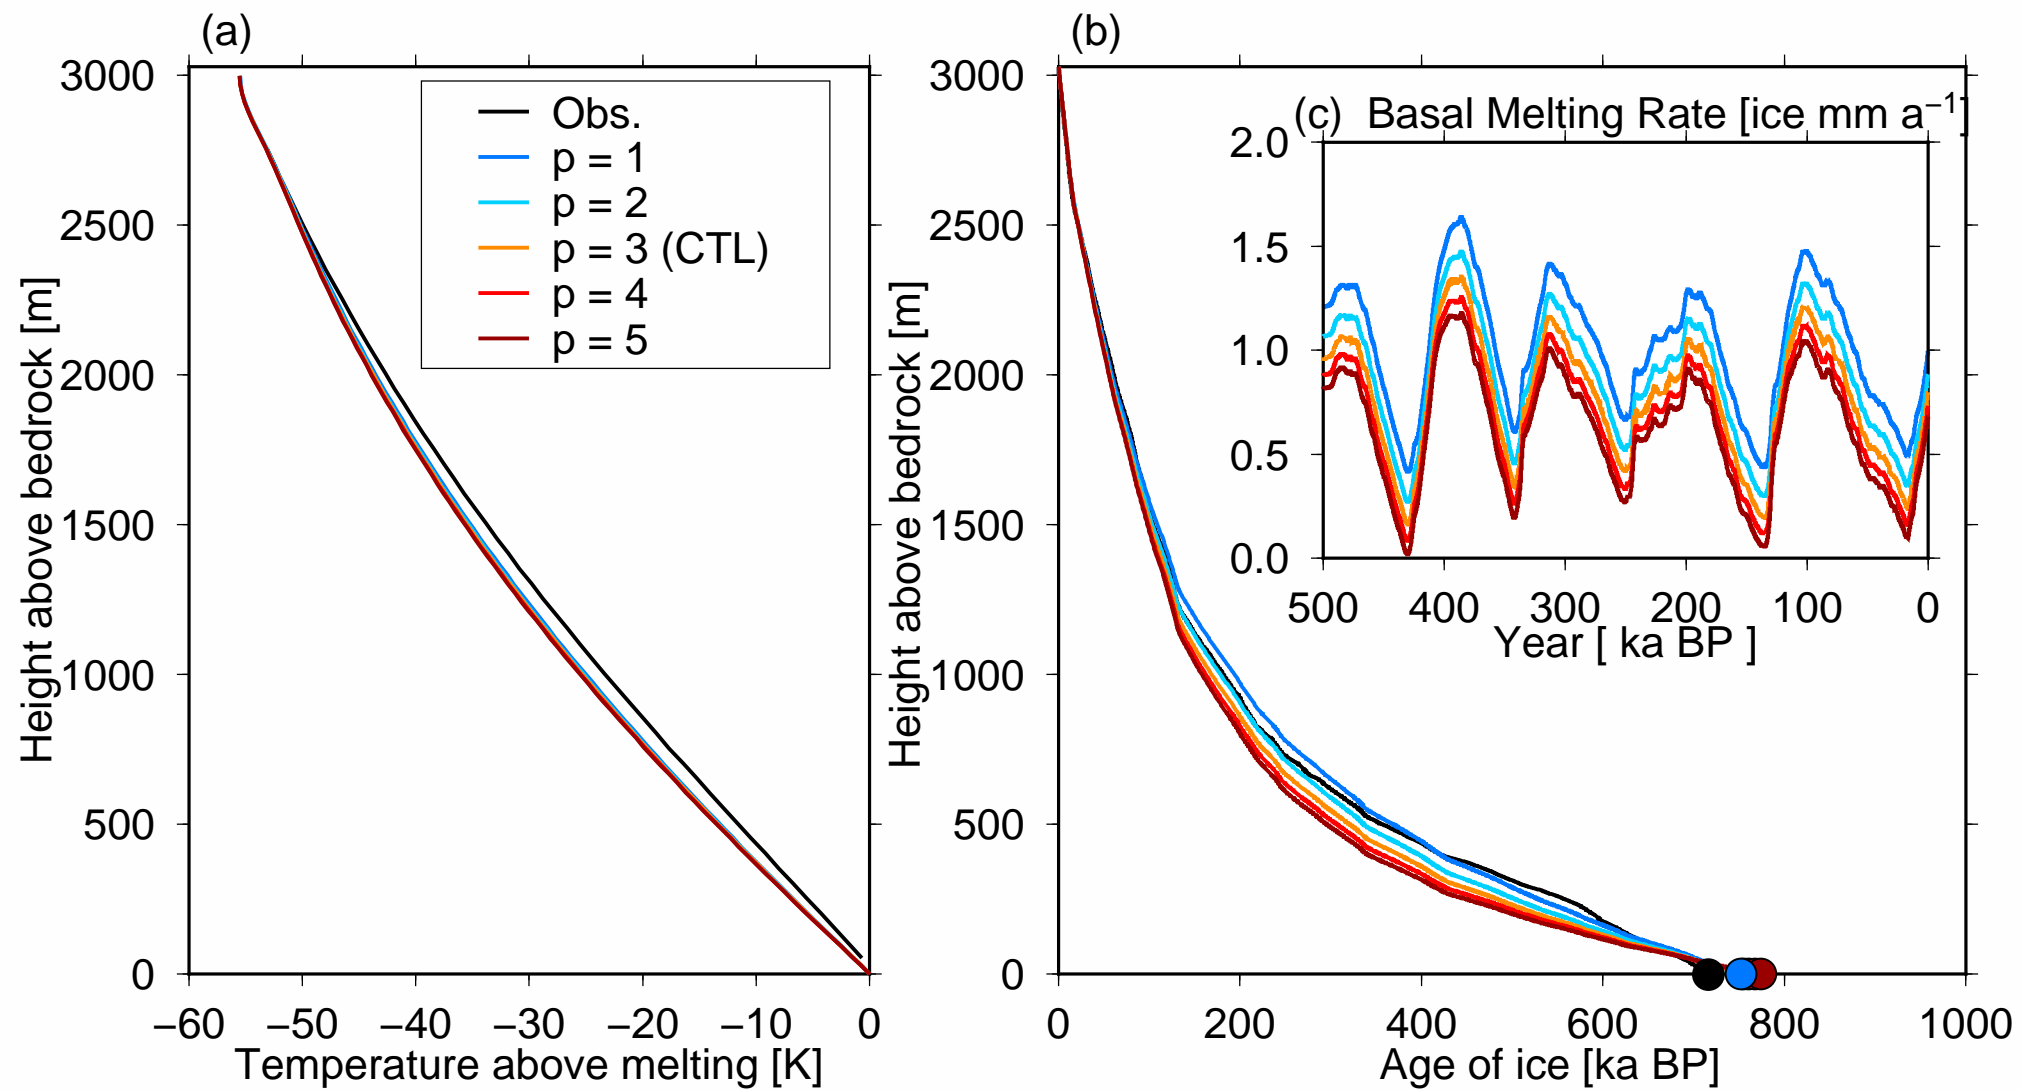 (a)
3000
2500
2000
1500
1000
500
0
Height above bedrock [m]
Obs.
p = 1
p = 2
p = 3 (CTL)
p = 4
p = 5
−60 −50 −40 −30 −20 −10 0
Temperature above melting [K]
(b)
3000
2500
2000
1500
1000
500
0
Height above bedrock [m]
(c) Basal Melting Rate [ice mm a⁻¹]
2.0
1.5
1.0
0.5
0.0
500 400 300 200 100 0
Year [ ka BP ]
0 200 400 600 800 1000
Age of ice [ka BP]